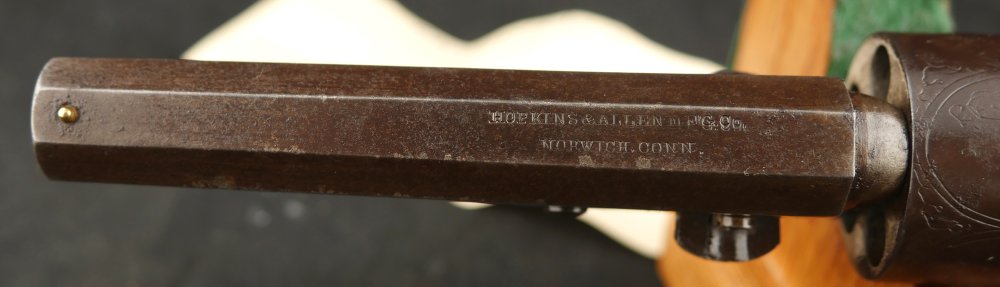 HOPKINS & ALLEN M'F'G. CO.
NORWICH, CONN.